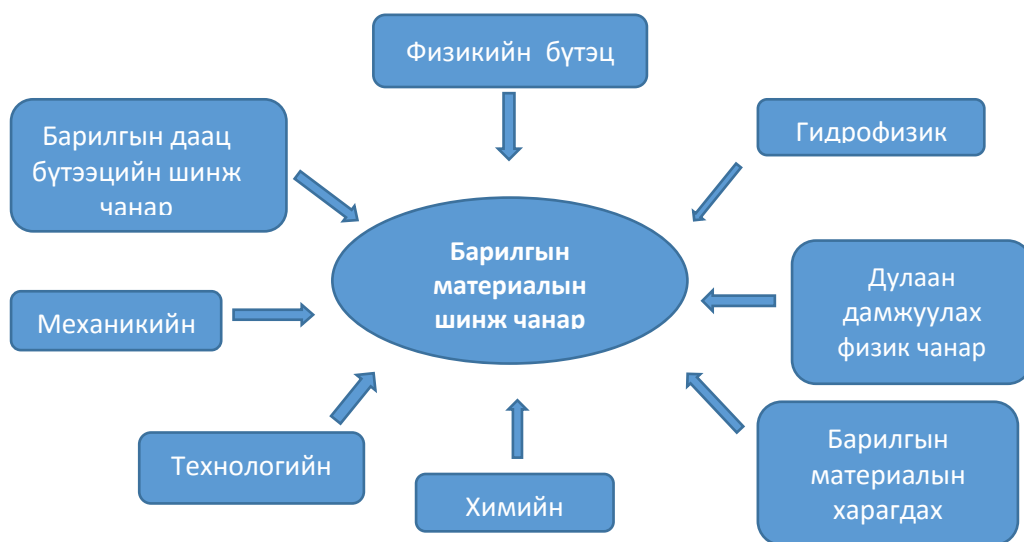 Физикийн бүтэц
Барилгын даац
бүтээцийн шинж
чанар
Гидрофизик
Барилгын
материалын
шинж чанар
Дулаан
дамжуулах
физик чанар
Механикийн
Технологийн
Химийн
Барилгын
материалын
харагдах